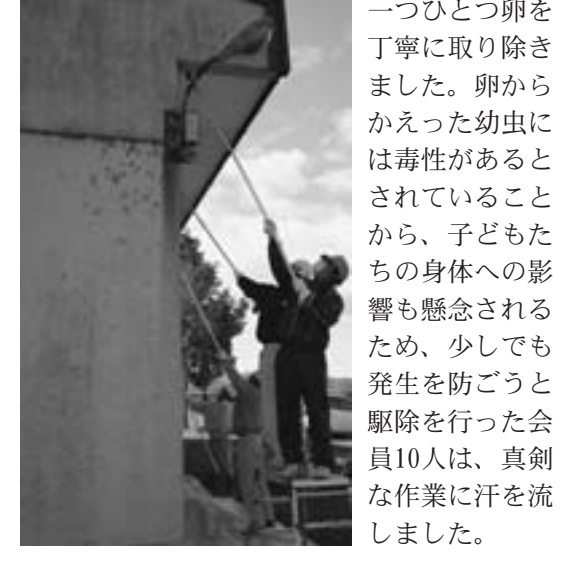 一つひとつ卵を
丁寧に取り除き
ました。卵から
かえった幼虫に
は毒性があると
されていること
から、子どもた
ちの身体への影
響も懸念される
ため、少しでも
発生を防ごうと
駆除を行った会
員10人は、真剣
な作業に汗を流
しました。